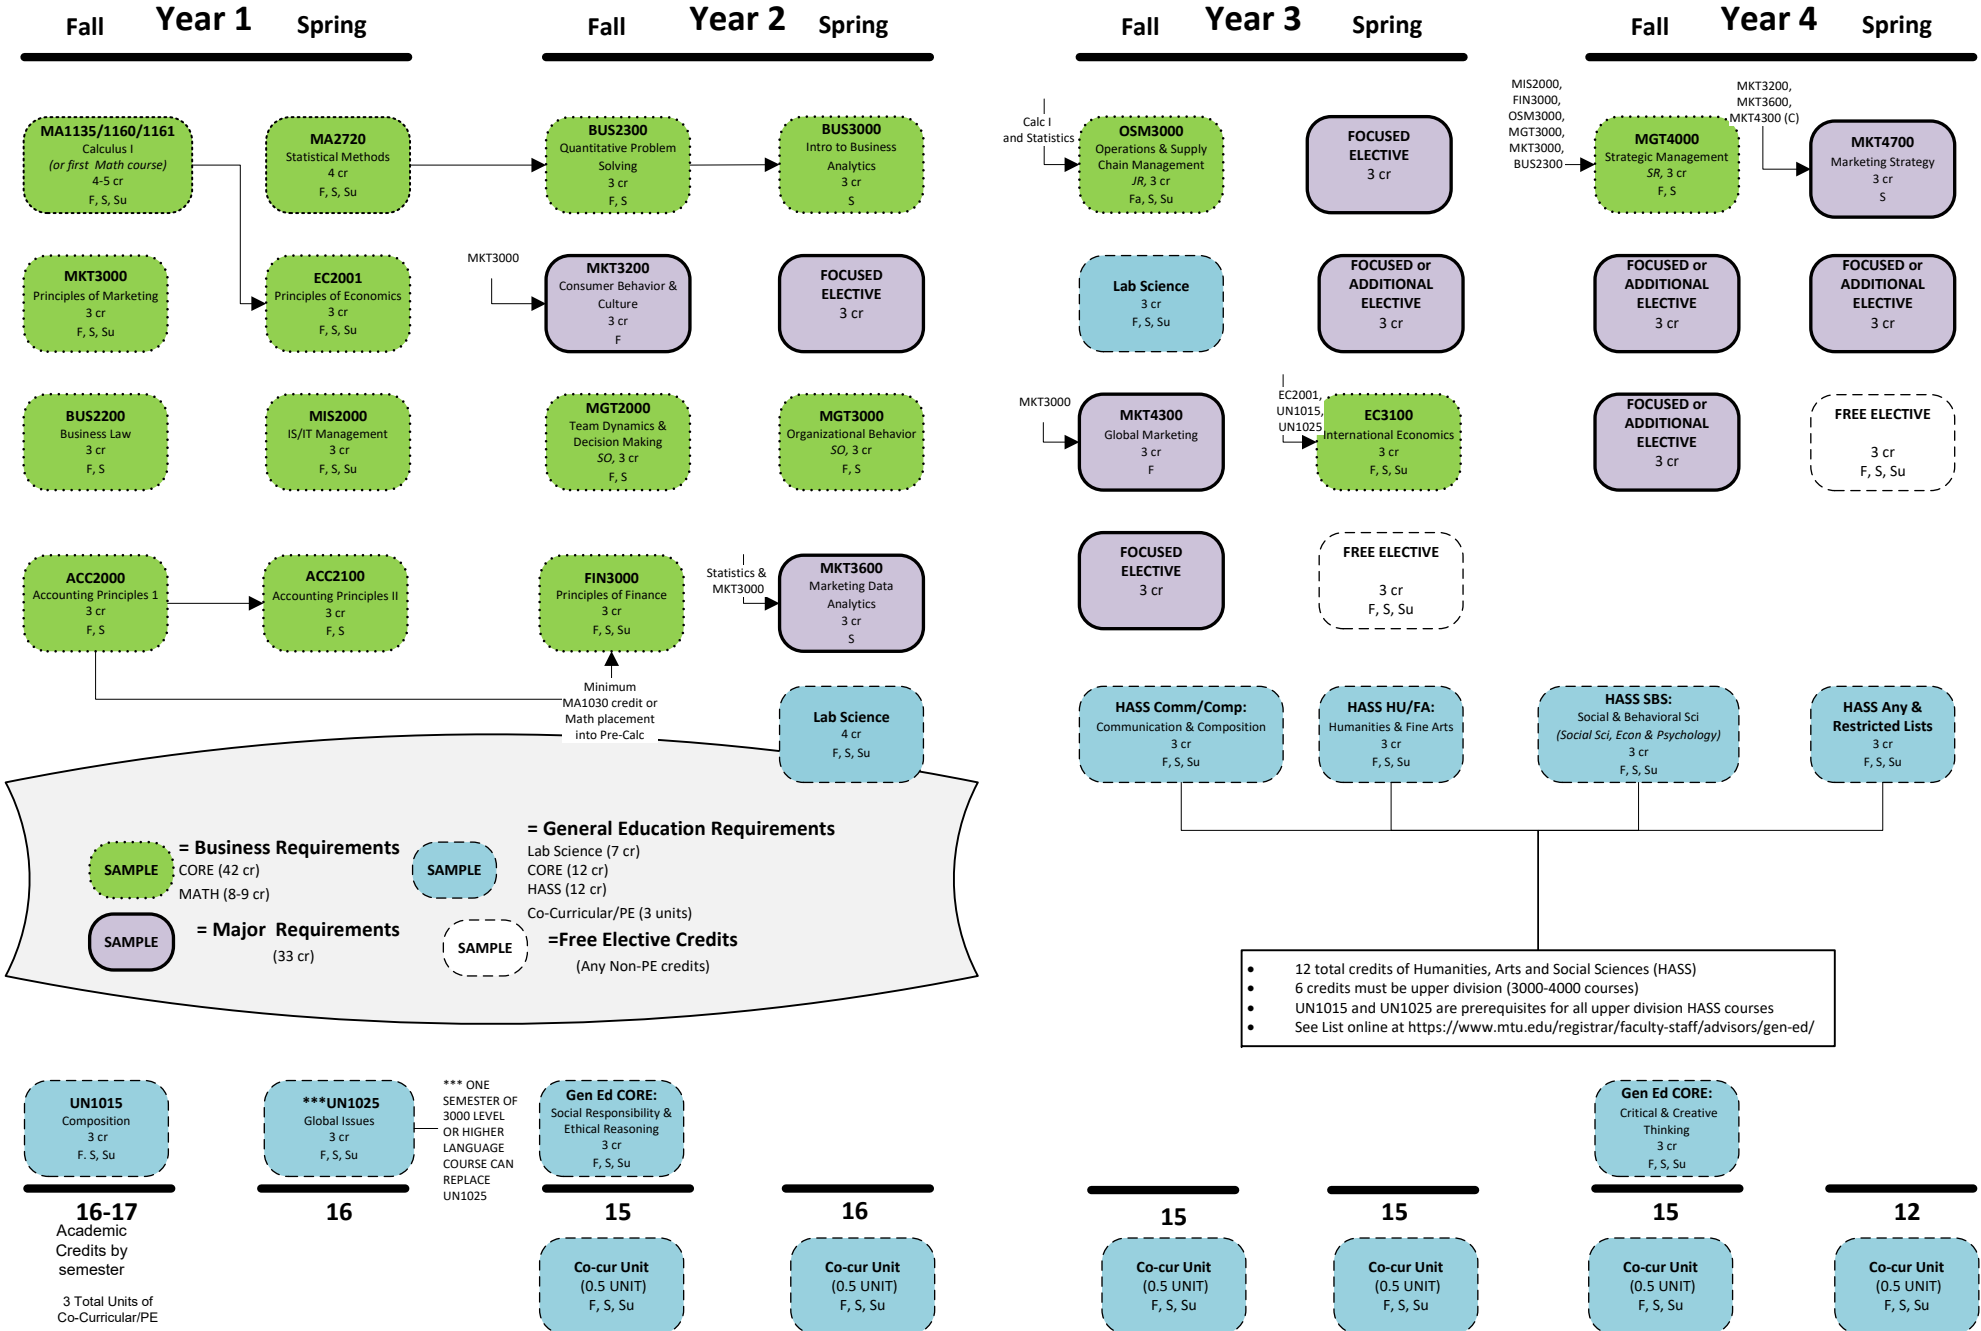 Fall
Year 1
Spring
Fall
Year 2
Spring
Fall
Year 3
Spring
Fall
Year 4
Spring
MA1135/1160/1161
Calculus I
(or first  Math course)
4-5 cr
F, S, Su
MA2720
Statistical Methods
4 cr
F, S, Su
BUS2300
Quantitative Problem
Solving
3 cr
F, S
BUS3000
Intro to Business
Analytics
3 cr
S
Calc I
and Statistics
OSM3000
Operations & Supply
Chain Management
JR, 3 cr
Fa, S, Su
FOCUSED
ELECTIVE
3 cr
MIS2000,
FIN3000,
OSM3000,
MGT3000,
MKT3000,
BUS2300
MGT4000
Strategic Management
SR, 3 cr
F, S
MKT3200,
MKT3600,
MKT4300 (C)
MKT4700
Marketing Strategy
3 cr
S
MKT3000
Principles of Marketing
3 cr
F, S, Su
EC2001
Principles of Economics
3 cr
F, S, Su
MKT3000
MKT3200
Consumer Behavior &
Culture
3 cr
F
FOCUSED
ELECTIVE
3 cr
Lab Science
3 cr
F, S, Su
FOCUSED or
ADDITIONAL
ELECTIVE
3 cr
FOCUSED or
ADDITIONAL
ELECTIVE
3 cr
FOCUSED or
ADDITIONAL
ELECTIVE
3 cr
BUS2200
Business Law
3 cr
F, S
MIS2000
IS/IT Management
3 cr
F, S, Su
MGT2000
Team Dynamics &
Decision Making
SO, 3 cr
F, S
MGT3000
Organizational Behavior
SO, 3 cr
F, S
MKT3000
MKT4300
Global Marketing
3 cr
F
EC2001,
UN1015,
UN1025
EC3100
International Economics
3 cr
F, S, Su
FOCUSED or
ADDITIONAL
ELECTIVE
3 cr
FREE ELECTIVE
3 cr
F, S, Su
ACC2000
Accounting Principles 1
3 cr
F, S
ACC2100
Accounting Principles II
3 cr
F, S
FIN3000
Principles of Finance
3 cr
F, S, Su
Statistics &
MKT3000
MKT3600
Marketing Data
Analytics
3 cr
S
FOCUSED
ELECTIVE
3 cr
FREE ELECTIVE
3 cr
F, S, Su
Minimum
MA1030 credit or
Math placement
into Pre-Calc
Lab Science
4 cr
F, S, Su
HASS Comm/Comp:
Communication & Composition
3 cr
F, S, Su
HASS HU/FA:
Humanities & Fine Arts
3 cr
F, S, Su
HASS SBS:
Social & Behavioral Sci
(Social Sci, Econ & Psychology)
3 cr
F, S, Su
HASS Any &
Restricted Lists
3 cr
F, S, Su
SAMPLE
= Business Requirements
CORE (42 cr)
MATH (8-9 cr)
SAMPLE
= General Education Requirements
Lab Science (7 cr)
CORE (12 cr)
HASS (12 cr)
Co-Curricular/PE (3 units)
SAMPLE
= Major  Requirements
(33 cr)
SAMPLE
=Free Elective Credits
(Any Non-PE credits)
• 12 total credits of Humanities, Arts and Social Sciences (HASS)
• 6 credits must be upper division (3000-4000 courses)
• UN1015 and UN1025 are prerequisites for all upper division HASS courses
• See List online at https://www.mtu.edu/registrar/faculty-staff/advisors/gen-ed/
UN1015
Composition
3 cr
F. S, Su
***UN1025
Global Issues
3 cr
F, S, Su
*** ONE
SEMESTER OF
3000 LEVEL
OR HIGHER
LANGUAGE
COURSE CAN
REPLACE
UN1025
Gen Ed CORE:
Social Responsibility &
Ethical Reasoning
3 cr
F, S, Su
Gen Ed CORE:
Critical & Creative
Thinking
3 cr
F, S, Su
16-17
16
15
16
15
15
15
12
Academic
Credits by
semester
3 Total Units of
Co-Curricular/PE
Co-cur Unit
(0.5 UNIT)
F, S, Su
Co-cur Unit
(0.5 UNIT)
F, S, Su
Co-cur Unit
(0.5 UNIT)
F, S, Su
Co-cur Unit
(0.5 UNIT)
F, S, Su
Co-cur Unit
(0.5 UNIT)
F, S, Su
Co-cur Unit
(0.5 UNIT)
F, S, Su